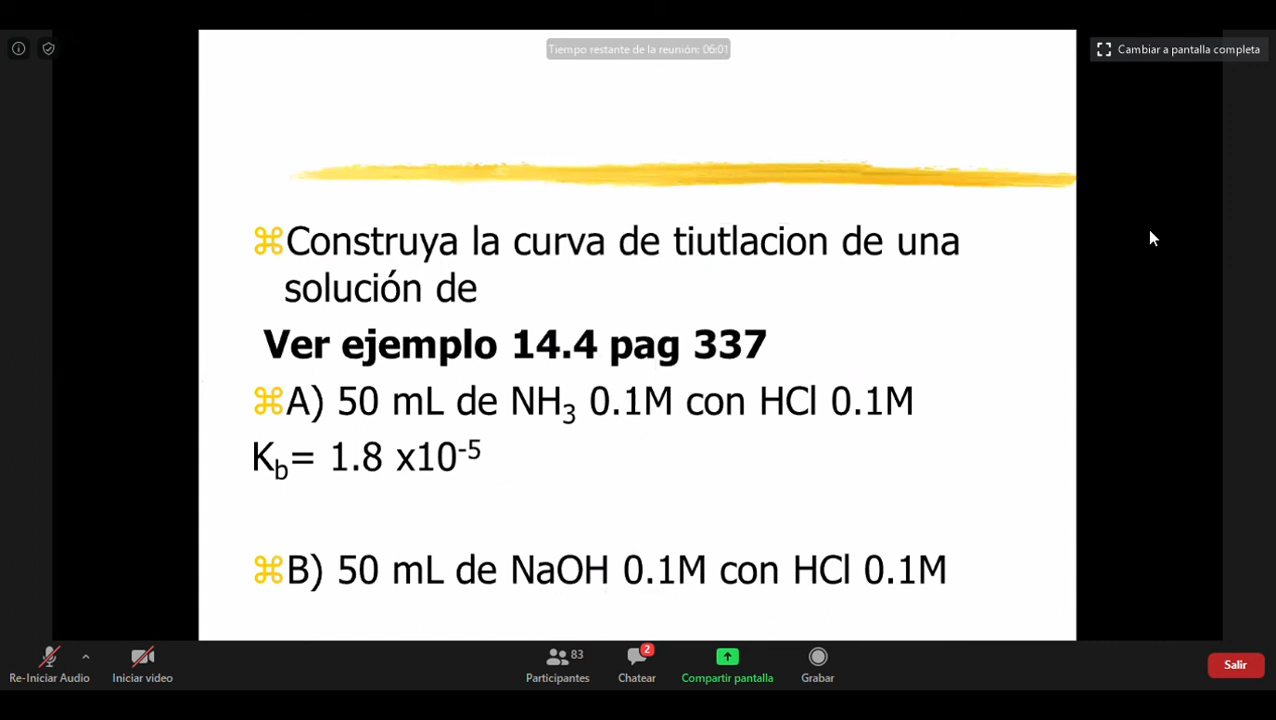 Tiempo restante de la reunión: 06:01
Cambiar a pantalla completa
⌘Construya la curva de tiutlacion de una
solución de
Ver ejemplo 14.4 pag 337
⌘A) 50 mL de NH₃ 0.1M con HCl 0.1M
K_b= 1.8 x10⁻⁵
⌘B) 50 mL de NaOH 0.1M con HCl 0.1M
83
2
Re-Iniciar Audio
Iniciar video
Participantes
Chatear
Compartir pantalla
Grabar
Salir